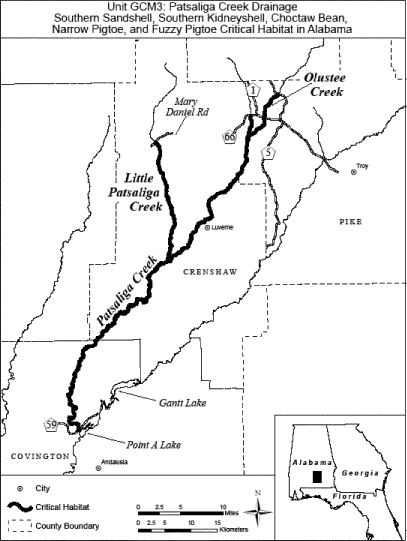 Unit GCM3: Patsaliga Creek Drainage
Southern Sandshell, Southern Kidneyshell, Choctaw Bean,
Narrow Pigtoe, and Fuzzy Pigtoe Critical Habitat in Alabama
Olustee
Creek
1
Mary
Daniel Rd
66
5
Troy
Little
Patsaliga
Creek
PIKE
Luverne
CRENSHAW
Patsaliga Creek
Gantt Lake
59
Point A Lake
COVINGTON
Andalusia
Alabama
Georgia
Florida
City
Critical Habitat
County Boundary
0 2.5 5 10
Miles
N
0 2.5 5 10 15
Kilometers